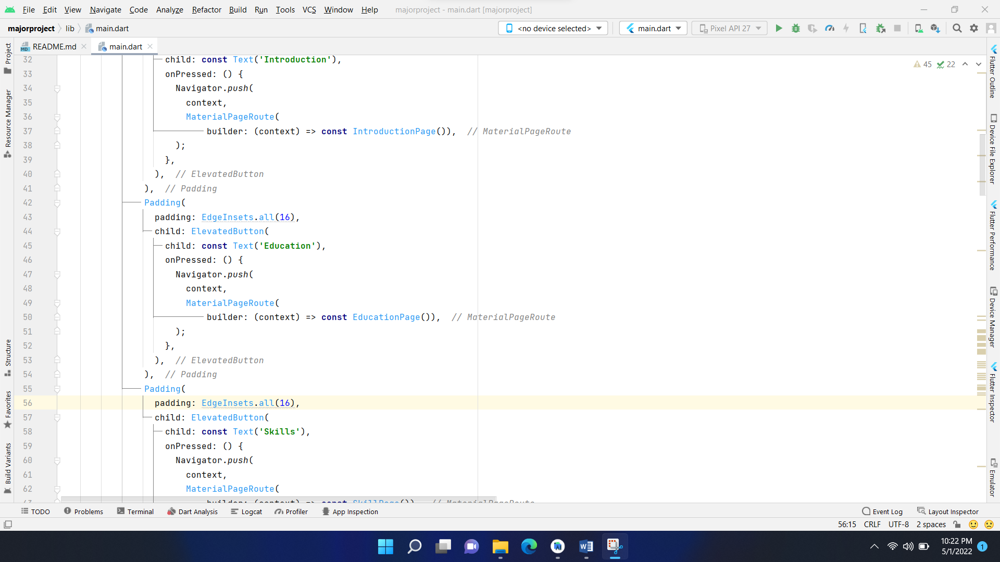 File Edit View Navigate Code Analyze Refactor Build Run Tools VCS Window Help majorproject - main.dart [majorproject]
majorproject lib main.dart <no device selected> main.dart Pixel API 27
README.md main.dart
45 22
32 child: const Text('Introduction'),
33 onPressed: () {
34 Navigator.push(
35 context,
36 MaterialPageRoute(
37 builder: (context) => const IntroductionPage()), // MaterialPageRoute
38 );
39 },
40 ), // ElevatedButton
41 ), // Padding
42 Padding(
43 padding: EdgeInsets.all(16),
44 child: ElevatedButton(
45 child: const Text('Education'),
46 onPressed: () {
47 Navigator.push(
48 context,
49 MaterialPageRoute(
50 builder: (context) => const EducationPage()), // MaterialPageRoute
51 );
52 },
53 ), // ElevatedButton
54 ), // Padding
55 Padding(
56 padding: EdgeInsets.all(16),
57 child: ElevatedButton(
58 child: const Text('Skills'),
59 onPressed: () {
60 Navigator.push(
61 context,
62 MaterialPageRoute(
63 builder: (context) => const SkillPage()), // MaterialPageRoute
Project
Resource Manager
Structure
Favorites
Build Variants
Flutter Outline
Device File Explorer
Flutter Performance
Device Manager
Flutter Inspector
Emulator
TODO Problems Terminal Dart Analysis Logcat Profiler App Inspection Event Log Layout Inspector
56:15 CRLF UTF-8 2 spaces
10:22 PM
5/1/2022
1